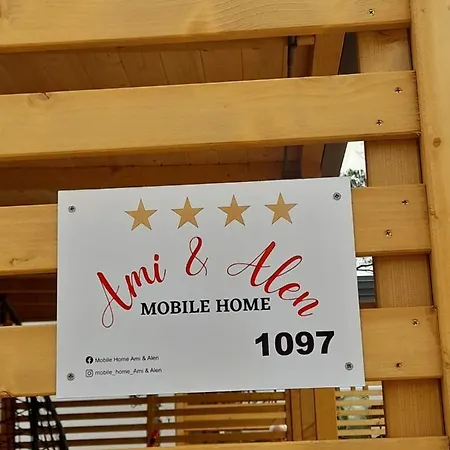 Ami & Alen
MOBILE HOME
1097
Mobile Home Ami & Alen
mobile_home_Ami & Alen